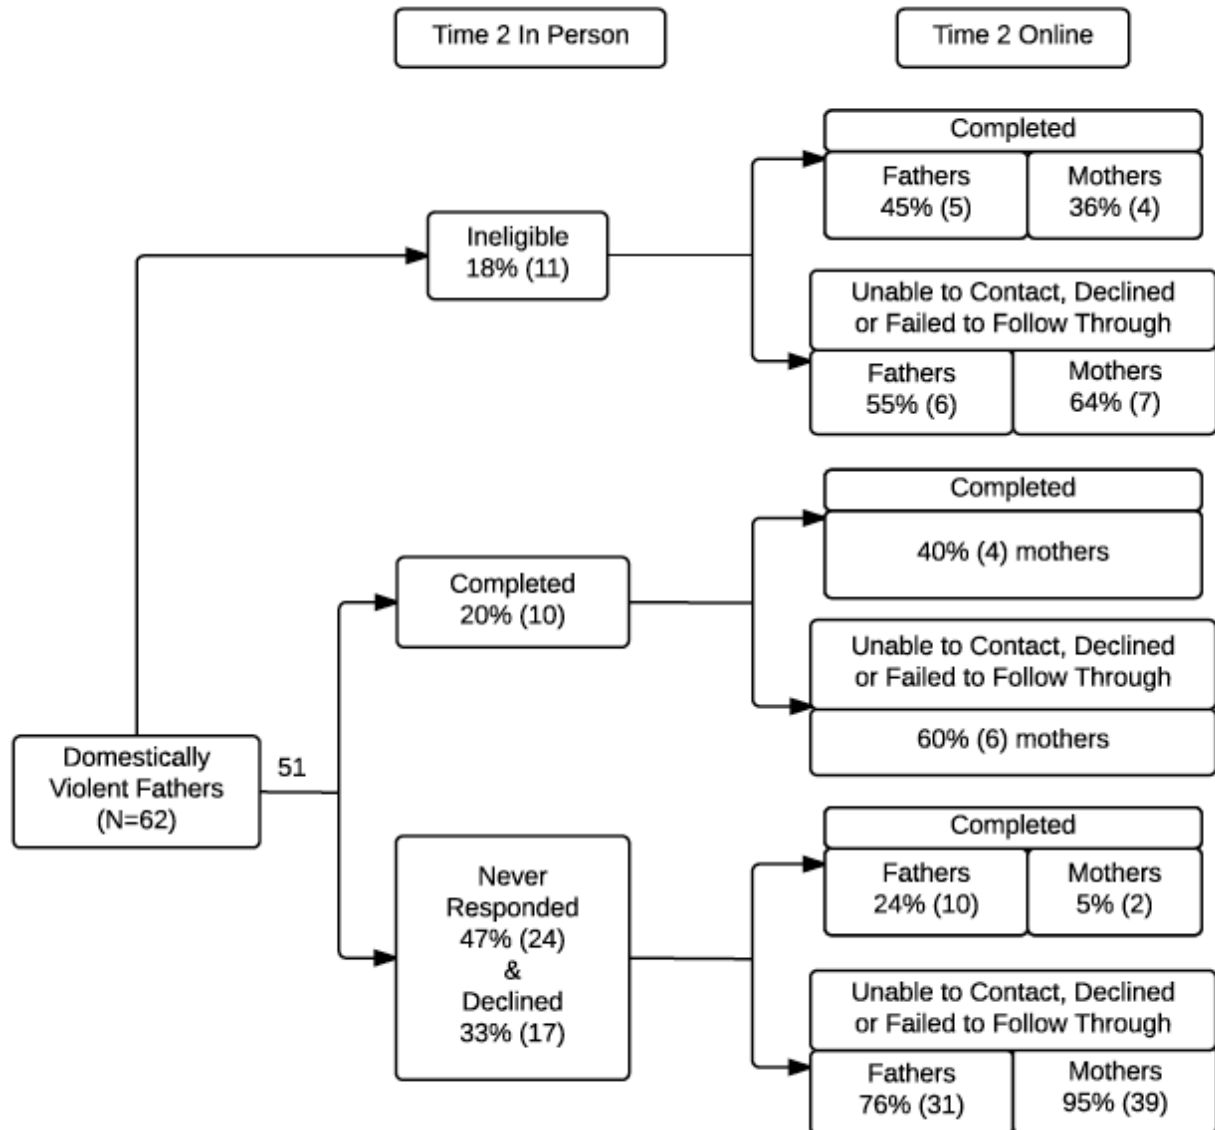 Time 2 In Person
Time 2 Online
Completed
Fathers
45% (5)
Mothers
36% (4)
Ineligible
18% (11)
Unable to Contact, Declined
or Failed to Follow Through
Fathers
55% (6)
Mothers
64% (7)
Completed
40% (4) mothers
Completed
20% (10)
Unable to Contact, Declined
or Failed to Follow Through
60% (6) mothers
Domestically
Violent Fathers
(N=62)
51
Completed
Fathers
24% (10)
Mothers
5% (2)
Never
Responded
47% (24)
&
Declined
33% (17)
Unable to Contact, Declined
or Failed to Follow Through
Fathers
76% (31)
Mothers
95% (39)